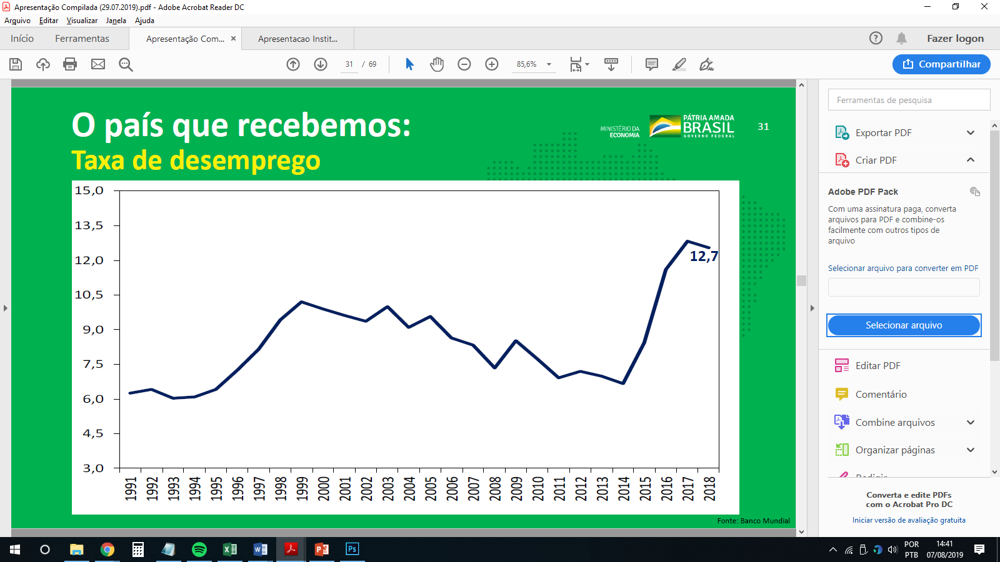 Apresentação Compilada (29.07.2019).pdf - Adobe Acrobat Reader DC
Arquivo Editar Visualizar Janela Ajuda
Início Ferramentas Apresentação Com... × Apresentacao Instit... Fazer logon
31 / 69 85,6% Compartilhar
O país que recebemos:
Taxa de desemprego
MINISTÉRIO DA
ECONOMIA
PÁTRIA AMADA
BRASIL
GOVERNO FEDERAL
31
15,0
13,5
12,0
10,5
9,0
7,5
6,0
4,5
3,0
12,7
1991 1992 1993 1994 1995 1996 1997 1998 1999 2000 2001 2002 2003 2004 2005 2006 2007 2008 2009 2010 2011 2012 2013 2014 2015 2016 2017 2018
Fonte: Banco Mundial
Ferramentas de pesquisa
Exportar PDF
Criar PDF
Adobe PDF Pack
Com uma assinatura paga, converta
arquivos para PDF e combine-os
facilmente com outros tipos de
arquivo
Selecionar arquivo para converter em PDF
Selecionar arquivo
Editar PDF
Comentário
Combine arquivos
Organizar páginas
Redigir
Converta e edite PDFs
com o Acrobat Pro DC
Iniciar versão de avaliação gratuita
POR
PTB
14:41
07/08/2019